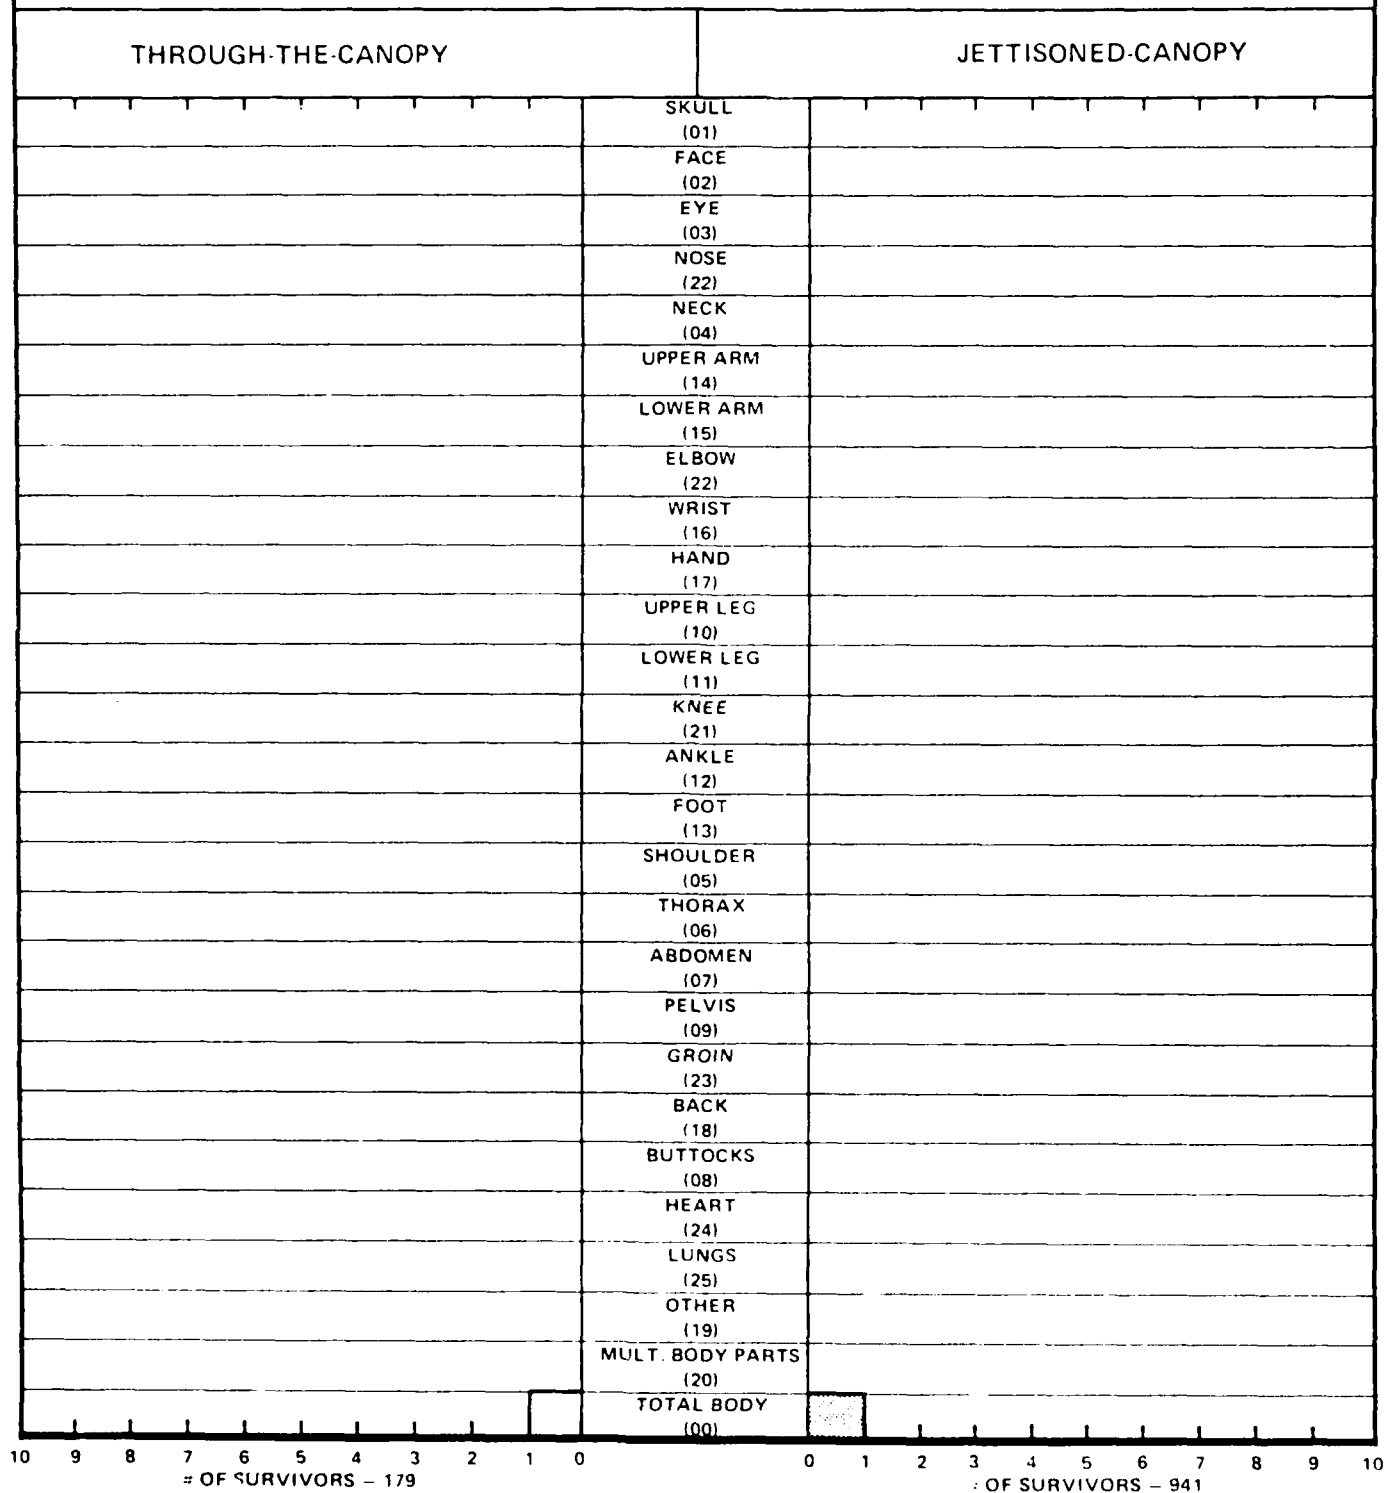 THROUGH-THE-CANOPY
JETTISONED-CANOPY
SKULL
(01)
FACE
(02)
EYE
(03)
NOSE
(22)
NECK
(04)
UPPER ARM
(14)
LOWER ARM
(15)
ELBOW
(22)
WRIST
(16)
HAND
(17)
UPPER LEG
(10)
LOWER LEG
(11)
KNEE
(21)
ANKLE
(12)
FOOT
(13)
SHOULDER
(05)
THORAX
(06)
ABDOMEN
(07)
PELVIS
(09)
GROIN
(23)
BACK
(18)
BUTTOCKS
(08)
HEART
(24)
LUNGS
(25)
OTHER
(19)
MULT. BODY PARTS
(20)
TOTAL BODY
(00)
10 9 8 7 6 5 4 3 2 1 0
0 1 2 3 4 5 6 7 8 9 10
# OF SURVIVORS – 179
OF SURVIVORS – 941